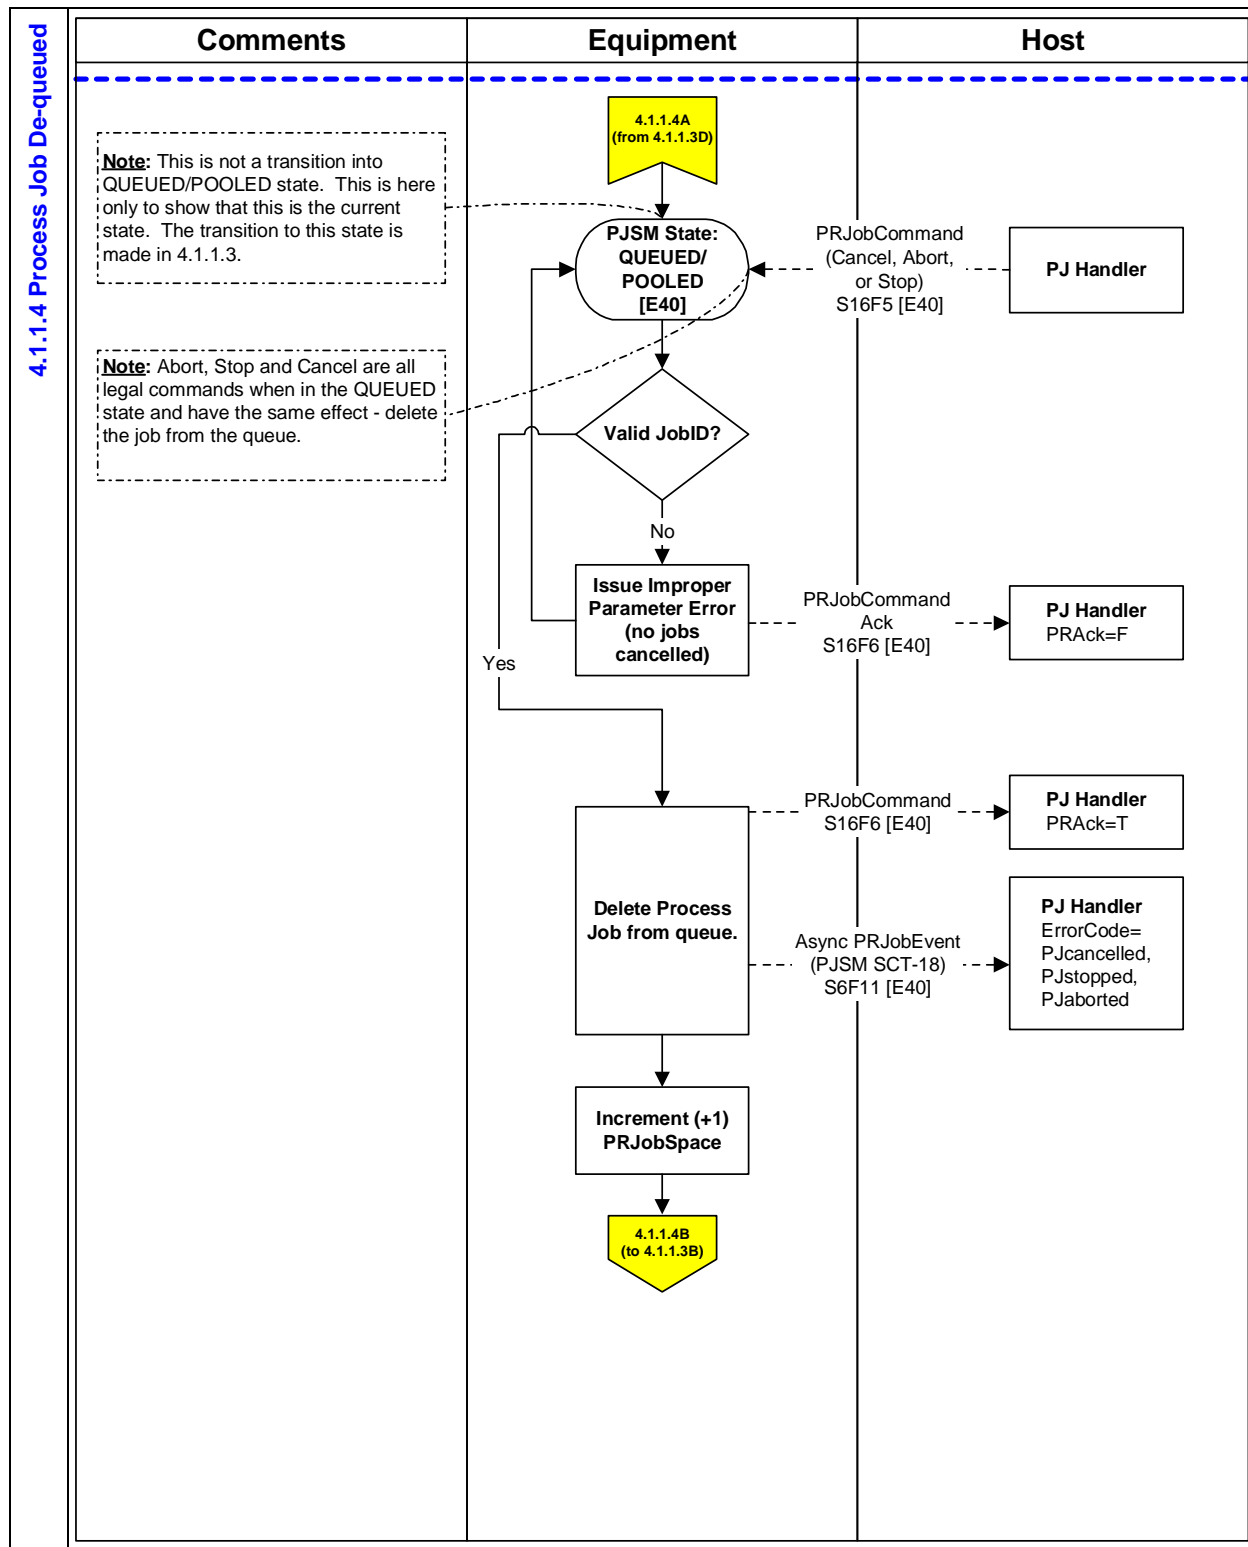 4.1.1.4 Process Job De-queued
Comments
Equipment
Host
4.1.1.4A
(from 4.1.1.3D)
Note: This is not a transition into
QUEUED/POOLED state. This is here
only to show that this is the current
state. The transition to this state is
made in 4.1.1.3.
PJSM State:
QUEUED/
POOLED
[E40]
PRJobCommand
(Cancel, Abort,
or Stop)
S16F5 [E40]
PJ Handler
Note: Abort, Stop and Cancel are all
legal commands when in the QUEUED
state and have the same effect - delete
the job from the queue.
Valid JobID?
No
Issue Improper
Parameter Error
(no jobs
cancelled)
PRJobCommand
Ack
S16F6 [E40]
PJ Handler
PRAck=F
Yes
PRJobCommand
S16F6 [E40]
PJ Handler
PRAck=T
Delete Process
Job from queue.
Async PRJobEvent
(PJSM SCT-18)
S6F11 [E40]
PJ Handler
ErrorCode=
PJcancelled,
PJstopped,
PJaborted
Increment (+1)
PRJobSpace
4.1.1.4B
(to 4.1.1.3B)